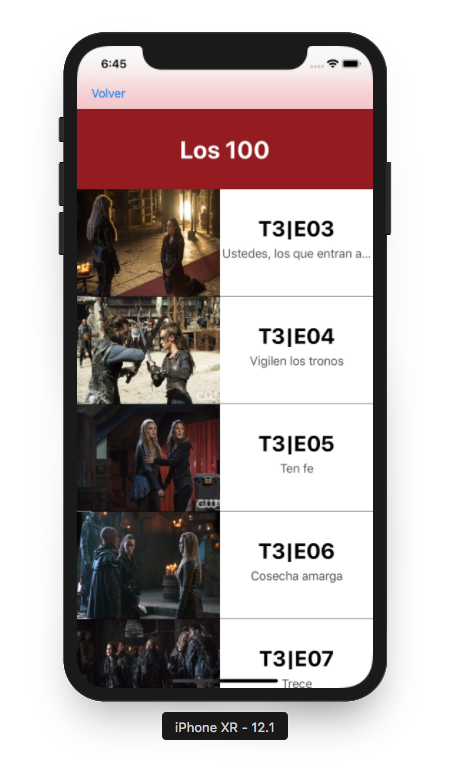 6:45
Volver
Los 100
T3|E03
Ustedes, los que entran a...
T3|E04
Vigilen los tronos
T3|E05
Ten fe
T3|E06
Cosecha amarga
T3|E07
Trece
iPhone XR - 12.1